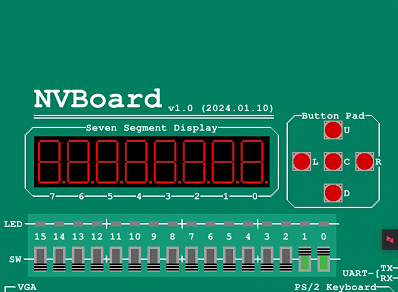 NVBoard v1.0 (2024.01.10)
Seven Segment Display
Button Pad
U
L C R
D
7 6 5 4 3 2 1 0
LED
15 14 13 12 11 10 9 8 7 6 5 4 3 2 1 0
SW
UART TX
RX
VGA
PS/2 Keyboard